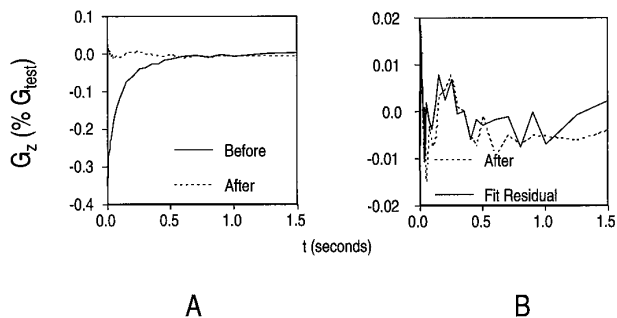 G_z (% G_test)
0.1
0.0
-0.1
-0.2
-0.3
-0.4
0.0 0.5 1.0 1.5
Before
After
0.02
0.01
0.0
-0.01
-0.02
0.0 0.5 1.0 1.5
After
Fit Residual
t (seconds)
A
B